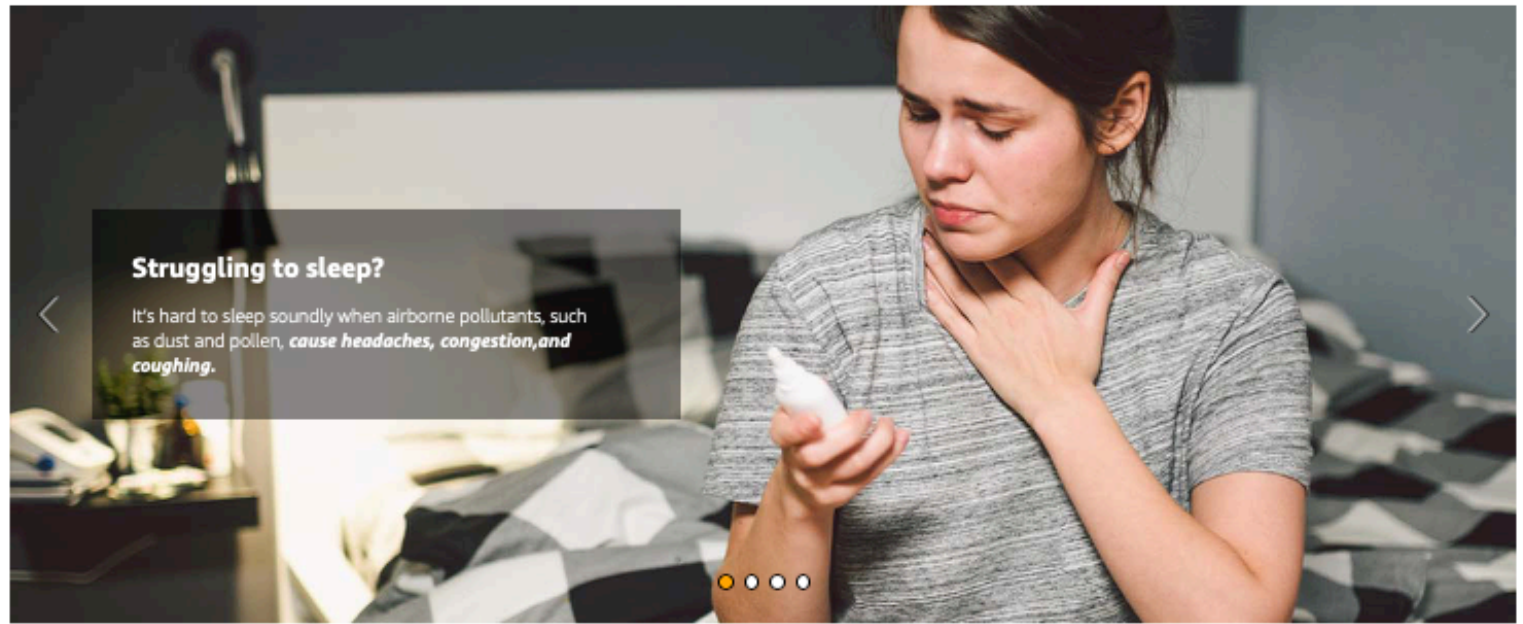 Struggling to sleep?
It's hard to sleep soundly when airborne pollutants, such
as dust and pollen, cause headaches, congestion,and
coughing.